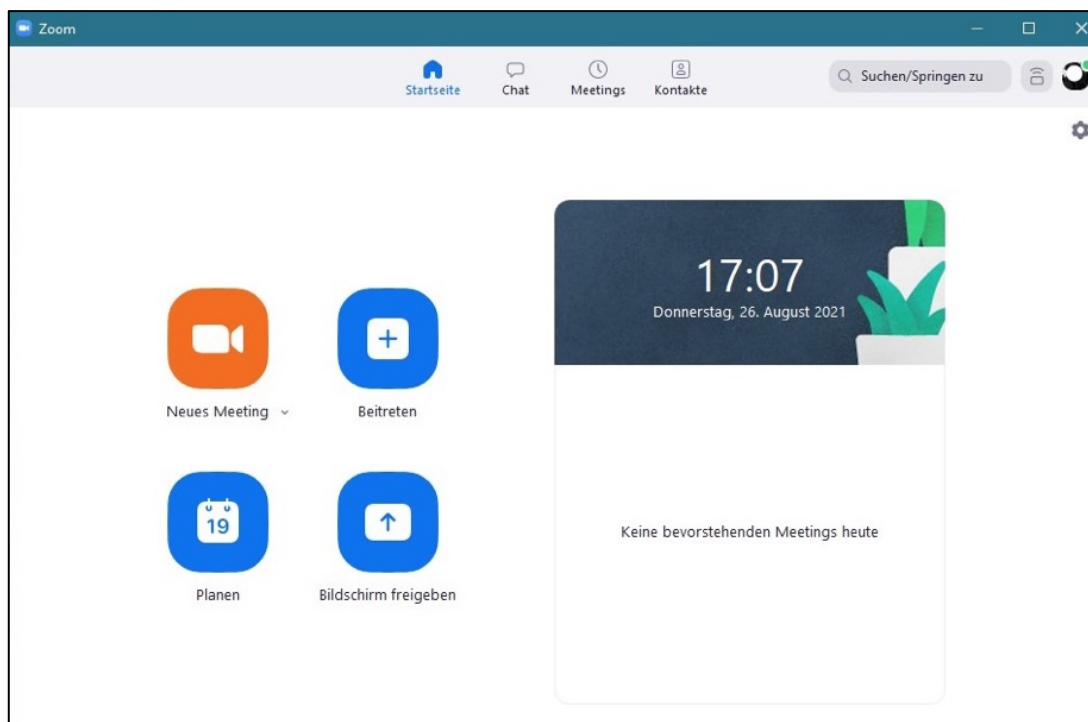 Zoom
Startseite
Chat
Meetings
Kontakte
Suchen/Springen zu
17:07
Donnerstag, 26. August 2021
Neues Meeting
Beitreten
19
Planen
Bildschirm freigeben
Keine bevorstehenden Meetings heute